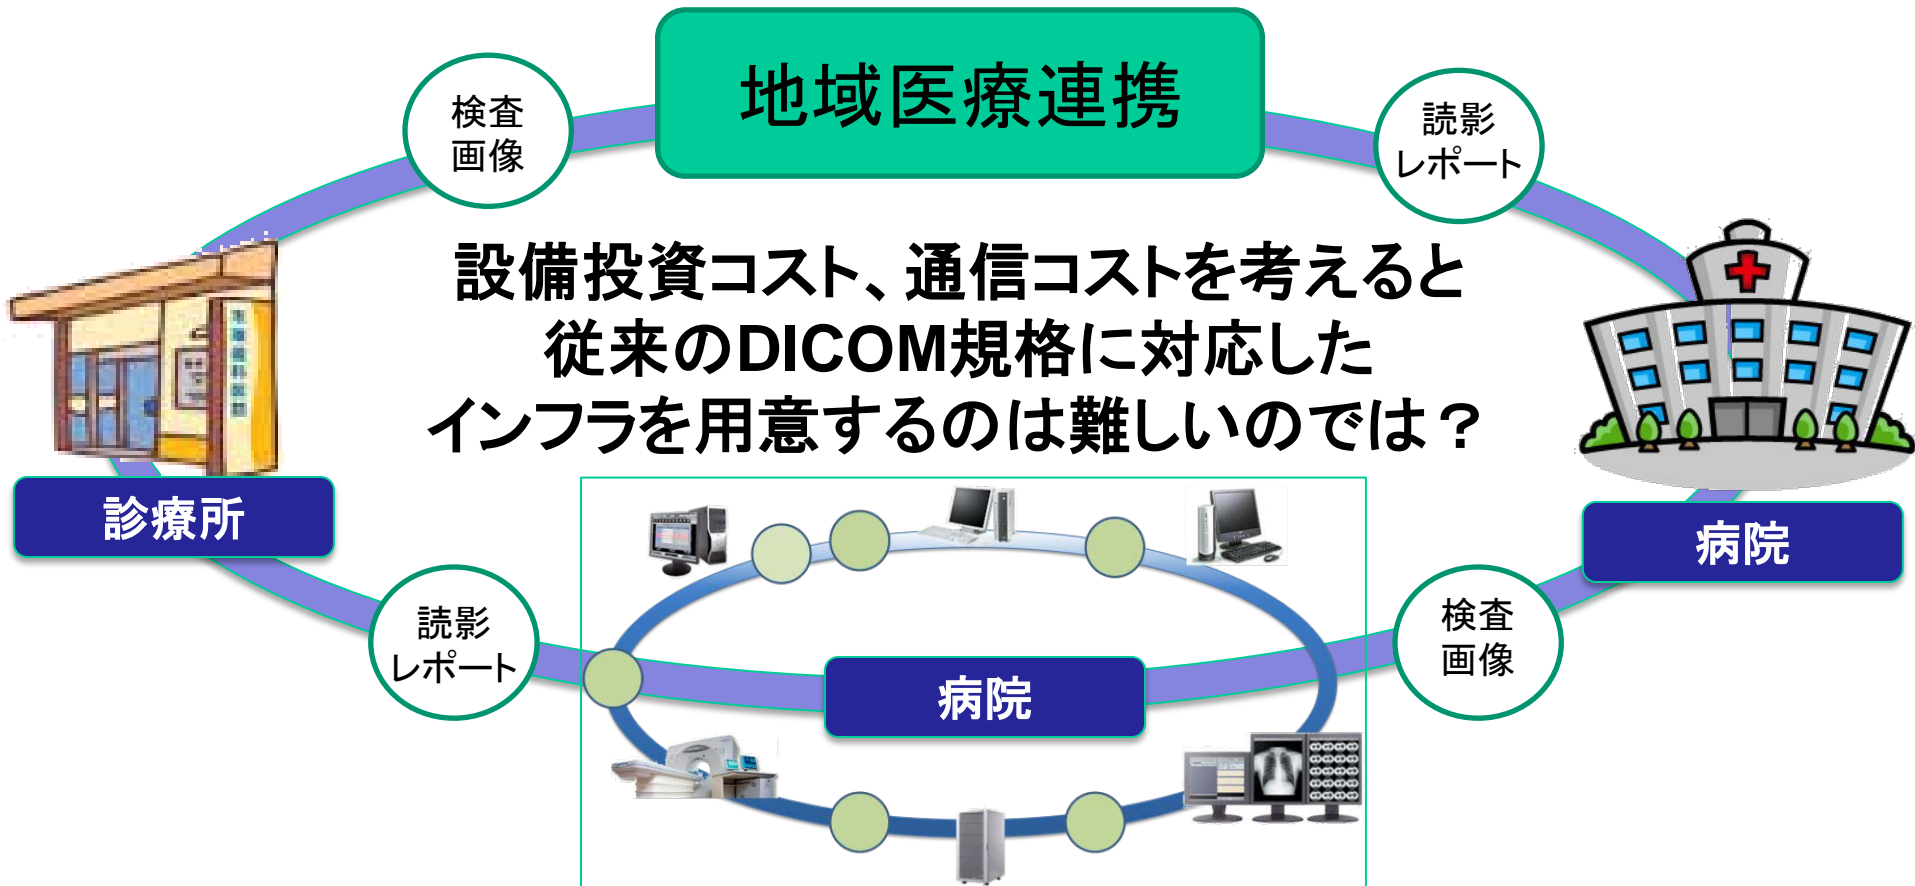 地域医療連携
検査
画像
読影
レポート
設備投資コスト、通信コストを考えると
従来のDICOM規格に対応した
インフラを用意するのは難しいのでは？
診療所
病院
読影
レポート
病院
検査
画像